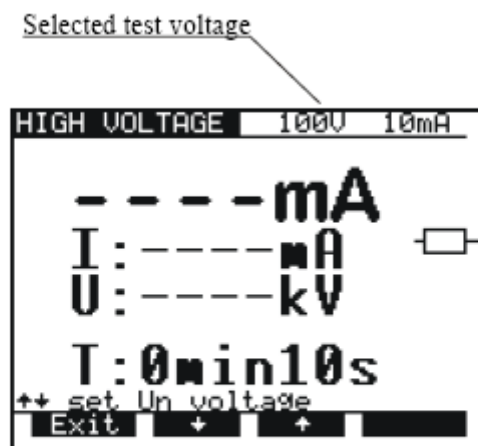 Selected test voltage
HIGH VOLTAGE 100V 10mA
----mA
I:----mA
U:----kV
T:0min10s
↑↓ set Un voltage
Exit ↓ ↑